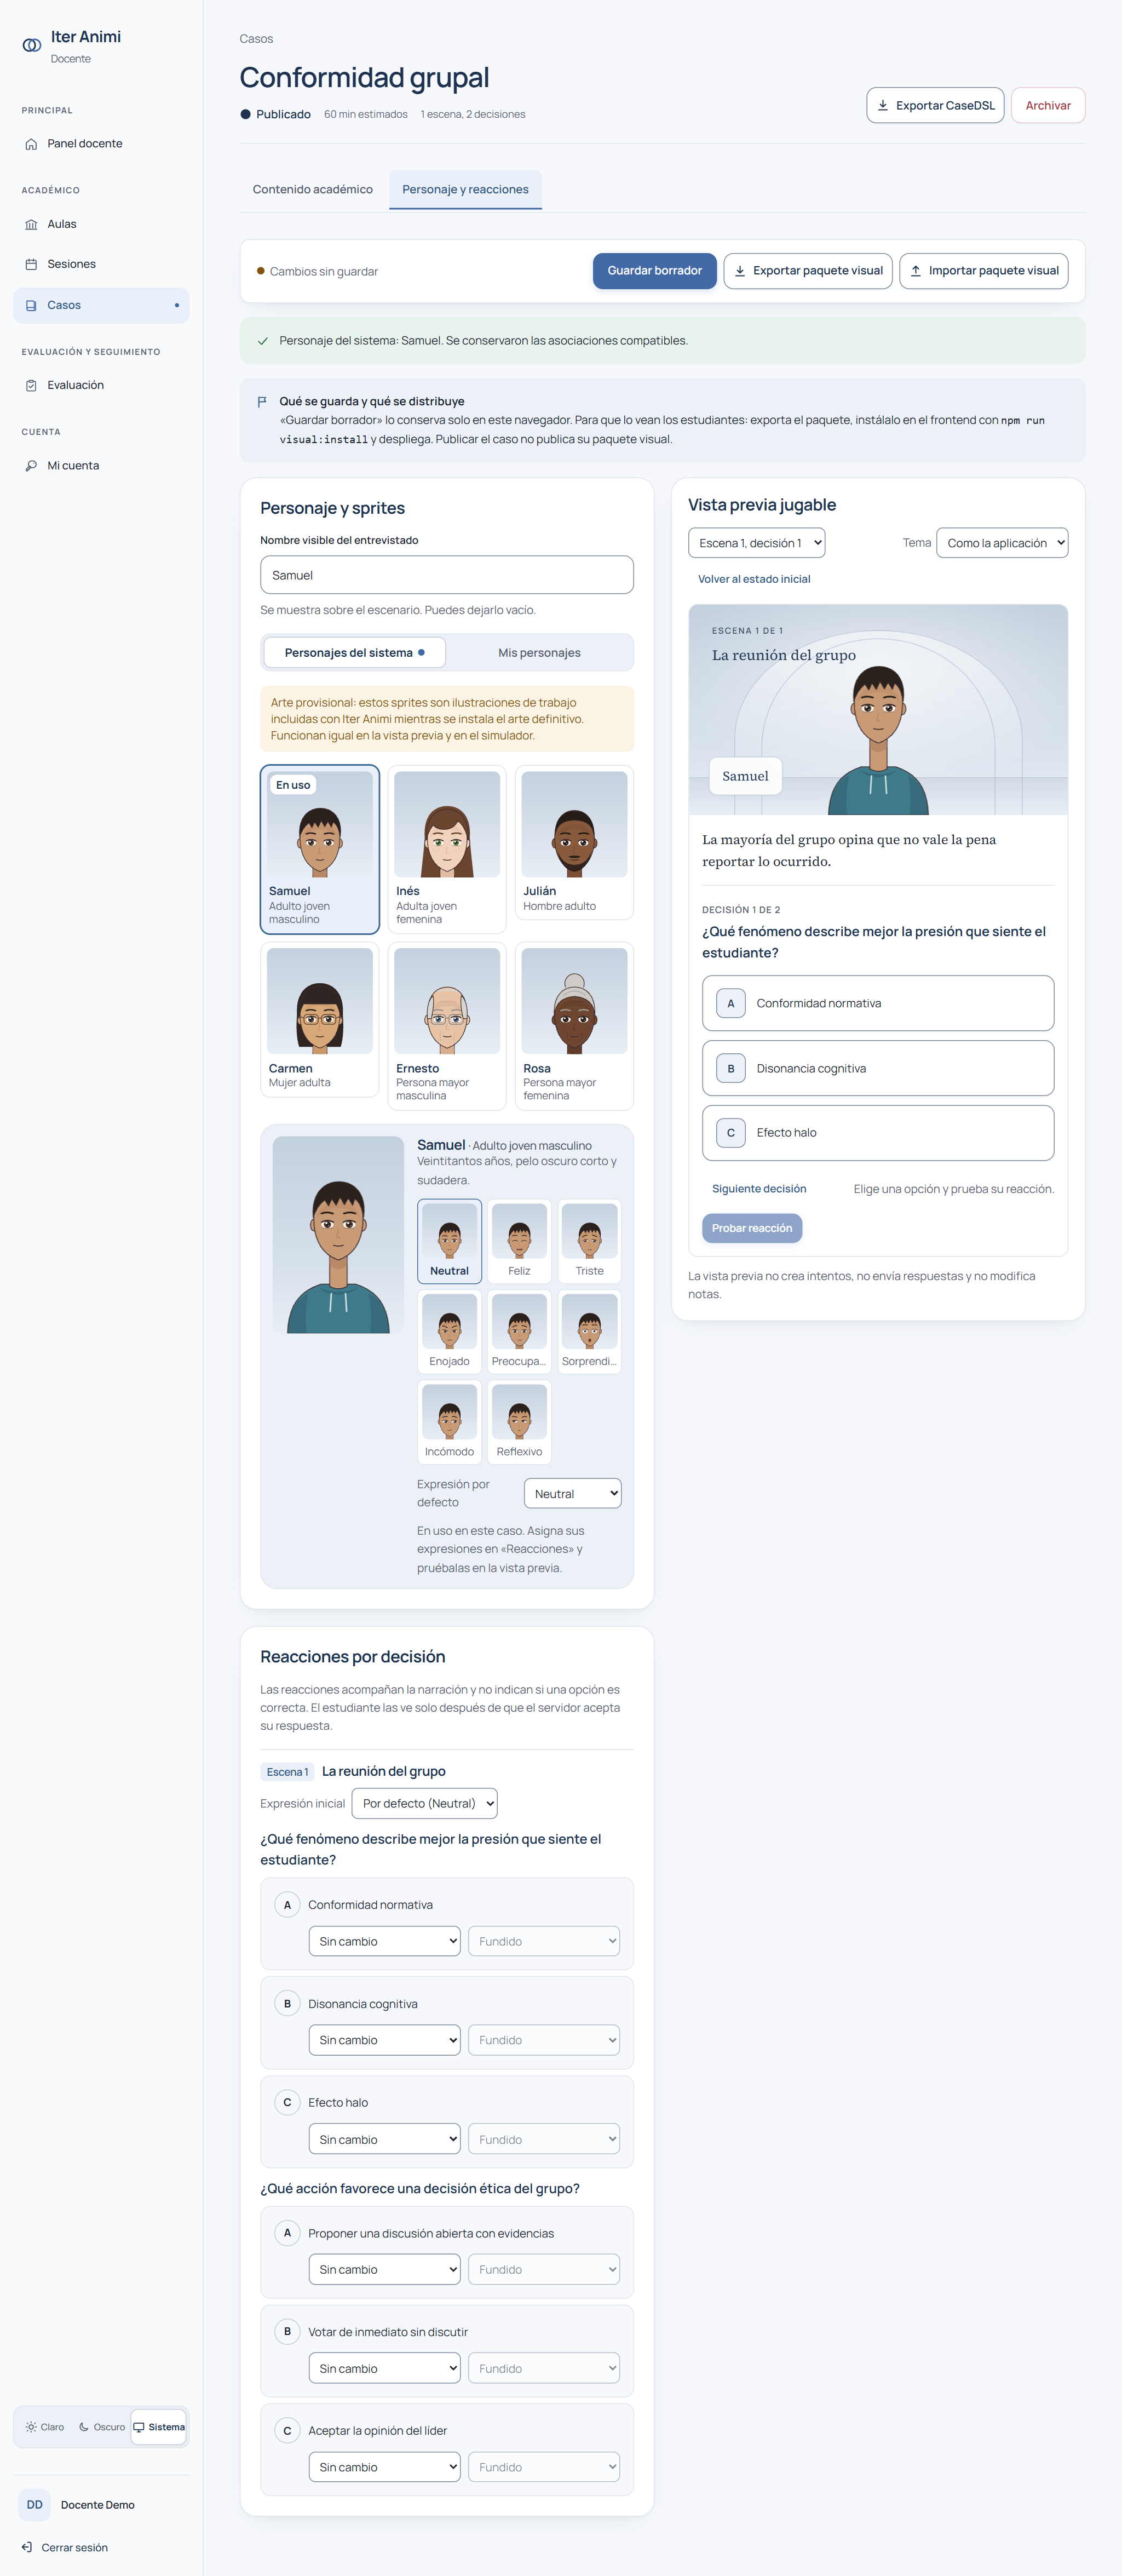 Iter Animi
Docente
PRINCIPAL
Panel docente
ACADÉMICO
Aulas
Sesiones
Casos
EVALUACIÓN Y SEGUIMIENTO
Evaluación
CUENTA
Mi cuenta
Claro
Oscuro
Sistema
DD
Docente Demo
Cerrar sesión
Casos
Conformidad grupal
Publicado
60 min estimados
1 escena, 2 decisiones
Exportar CaseDSL
Archivar
Contenido académico
Personaje y reacciones
Cambios sin guardar
Guardar borrador
Exportar paquete visual
Importar paquete visual
Personaje del sistema: Samuel. Se conservaron las asociaciones compatibles.
Qué se guarda y qué se distribuye
«Guardar borrador» lo conserva solo en este navegador. Para que lo vean los estudiantes: exporta el paquete, instálalo en el frontend con npm run
visual:install y despliega. Publicar el caso no publica su paquete visual.
Personaje y sprites
Nombre visible del entrevistado
Samuel
Se muestra sobre el escenario. Puedes dejarlo vacío.
Personajes del sistema
Mis personajes
Arte provisional: estos sprites son ilustraciones de trabajo
incluidas con Iter Animi mientras se instala el arte definitivo.
Funcionan igual en la vista previa y en el simulador.
En uso
Samuel
Adulto joven
masculino
Inés
Adulta joven
femenina
Julián
Hombre adulto
Carmen
Mujer adulta
Ernesto
Persona mayor
masculina
Rosa
Persona mayor
femenina
Samuel · Adulto joven masculino
Veintitantos años, pelo oscuro corto y
sudadera.
Neutral
Feliz
Triste
Enojado
Preocupa...
Sorprendi...
Incómodo
Reflexivo
Expresión por
defecto
Neutral
En uso en este caso. Asigna sus
expresiones en «Reacciones» y
pruébalas en la vista previa.
Reacciones por decisión
Las reacciones acompañan la narración y no indican si una opción es
correcta. El estudiante las ve solo después de que el servidor acepta
su respuesta.
Escena 1
La reunión del grupo
Expresión inicial
Por defecto (Neutral)
¿Qué fenómeno describe mejor la presión que siente el
estudiante?
A
Conformidad normativa
Sin cambio
Fundido
B
Disonancia cognitiva
Sin cambio
Fundido
C
Efecto halo
Sin cambio
Fundido
¿Qué acción favorece una decisión ética del grupo?
A
Proponer una discusión abierta con evidencias
Sin cambio
Fundido
B
Votar de inmediato sin discutir
Sin cambio
Fundido
C
Aceptar la opinión del líder
Sin cambio
Fundido
Vista previa jugable
Escena 1, decisión 1
Tema
Como la aplicación
Volver al estado inicial
ESCENA 1 DE 1
La reunión del grupo
Samuel
La mayoría del grupo opina que no vale la pena
reportar lo ocurrido.
DECISIÓN 1 DE 2
¿Qué fenómeno describe mejor la presión que siente el
estudiante?
A
Conformidad normativa
B
Disonancia cognitiva
C
Efecto halo
Siguiente decisión
Elige una opción y prueba su reacción.
Probar reacción
La vista previa no crea intentos, no envía respuestas y no modifica
notas.